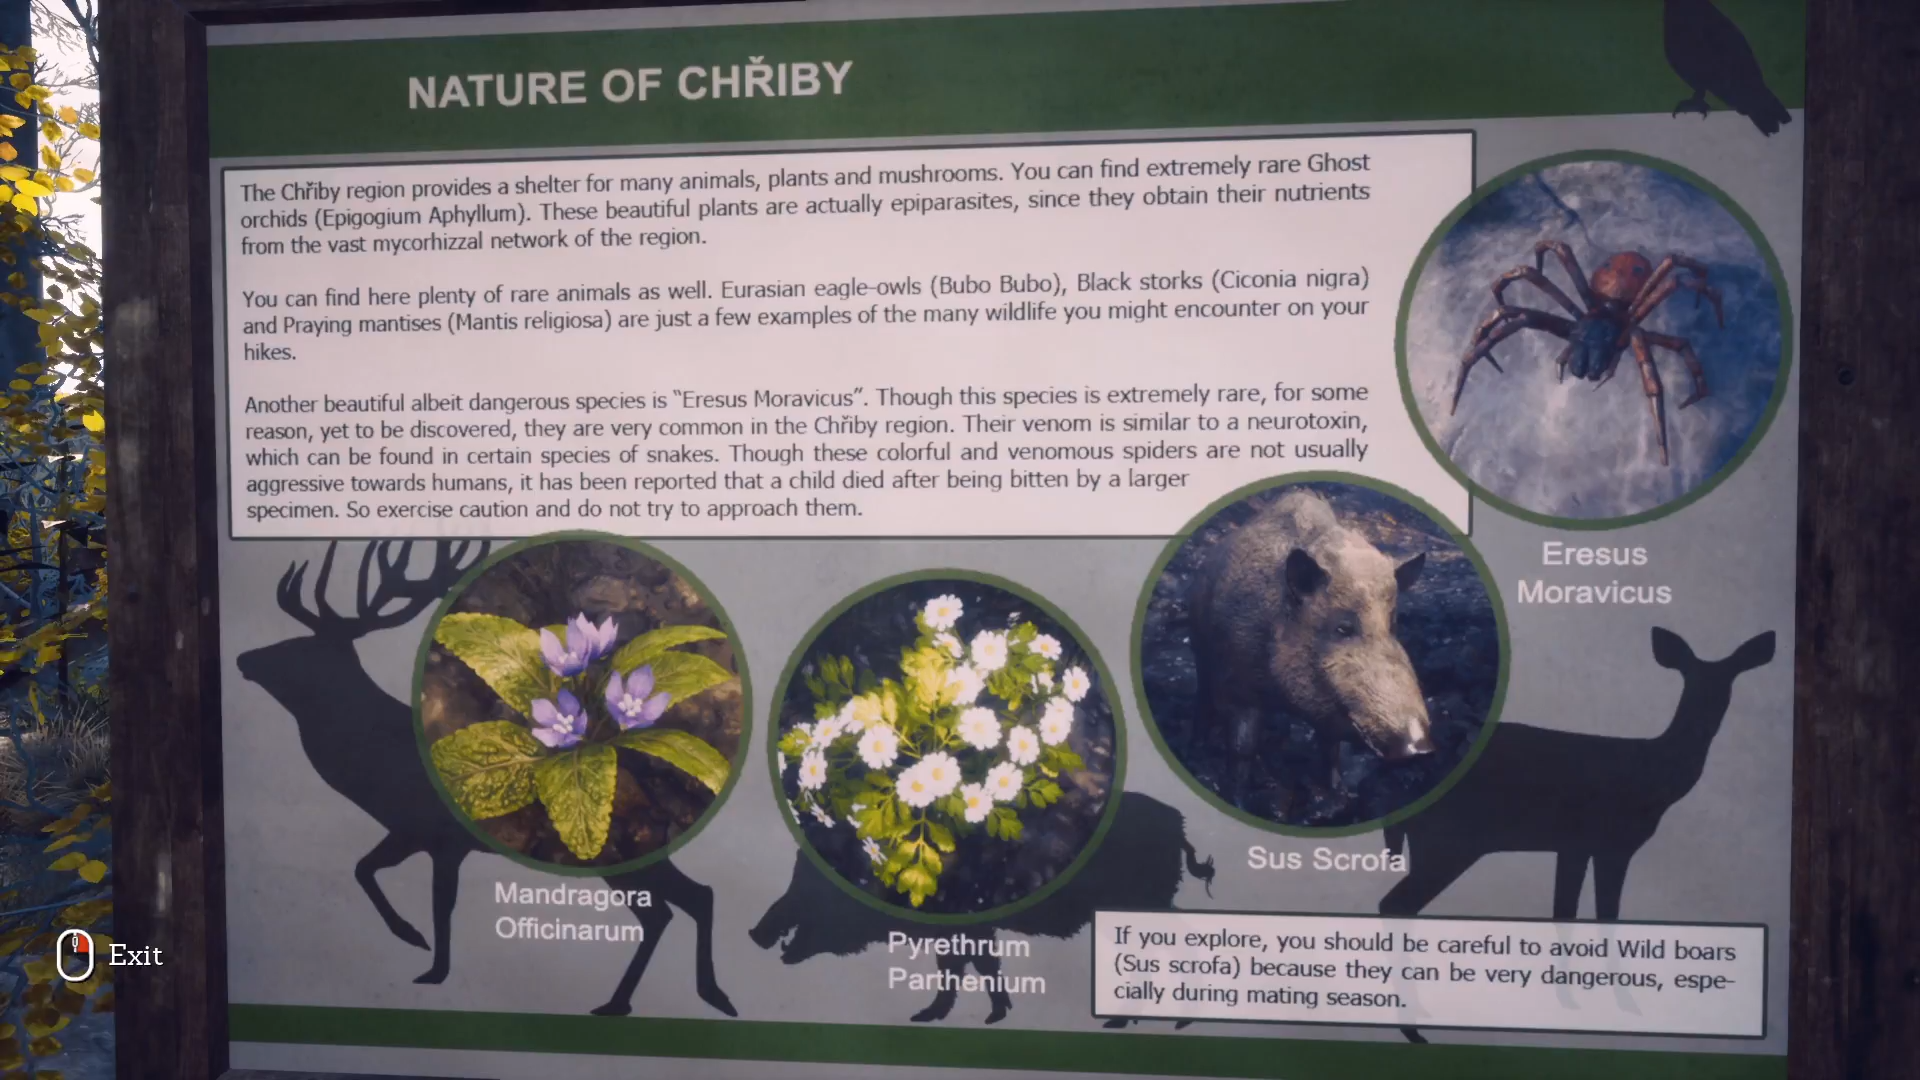 NATURE OF CHŘIBY
The Chřiby region provides a shelter for many animals, plants and mushrooms. You can find extremely rare Ghost
orchids (Epigogium Aphyllum). These beautiful plants are actually epiparasites, since they obtain their nutrients
from the vast mycorhizzal network of the region.
You can find here plenty of rare animals as well. Eurasian eagle-owls (Bubo Bubo), Black storks (Ciconia nigra)
and Praying mantises (Mantis religiosa) are just a few examples of the many wildlife you might encounter on your
hikes.
Another beautiful albeit dangerous species is “Eresus Moravicus”. Though this species is extremely rare, for some
reason, yet to be discovered, they are very common in the Chřiby region. Their venom is similar to a neurotoxin,
which can be found in certain species of snakes. Though these colorful and venomous spiders are not usually
aggressive towards humans, it has been reported that a child died after being bitten by a larger
specimen. So exercise caution and do not try to approach them.
Eresus
Moravicus
Sus Scrofa
Mandragora
Officinarum
Pyrethrum
Parthenium
If you explore, you should be careful to avoid Wild boars
(Sus scrofa) because they can be very dangerous, espe-
cially during mating season.
Exit